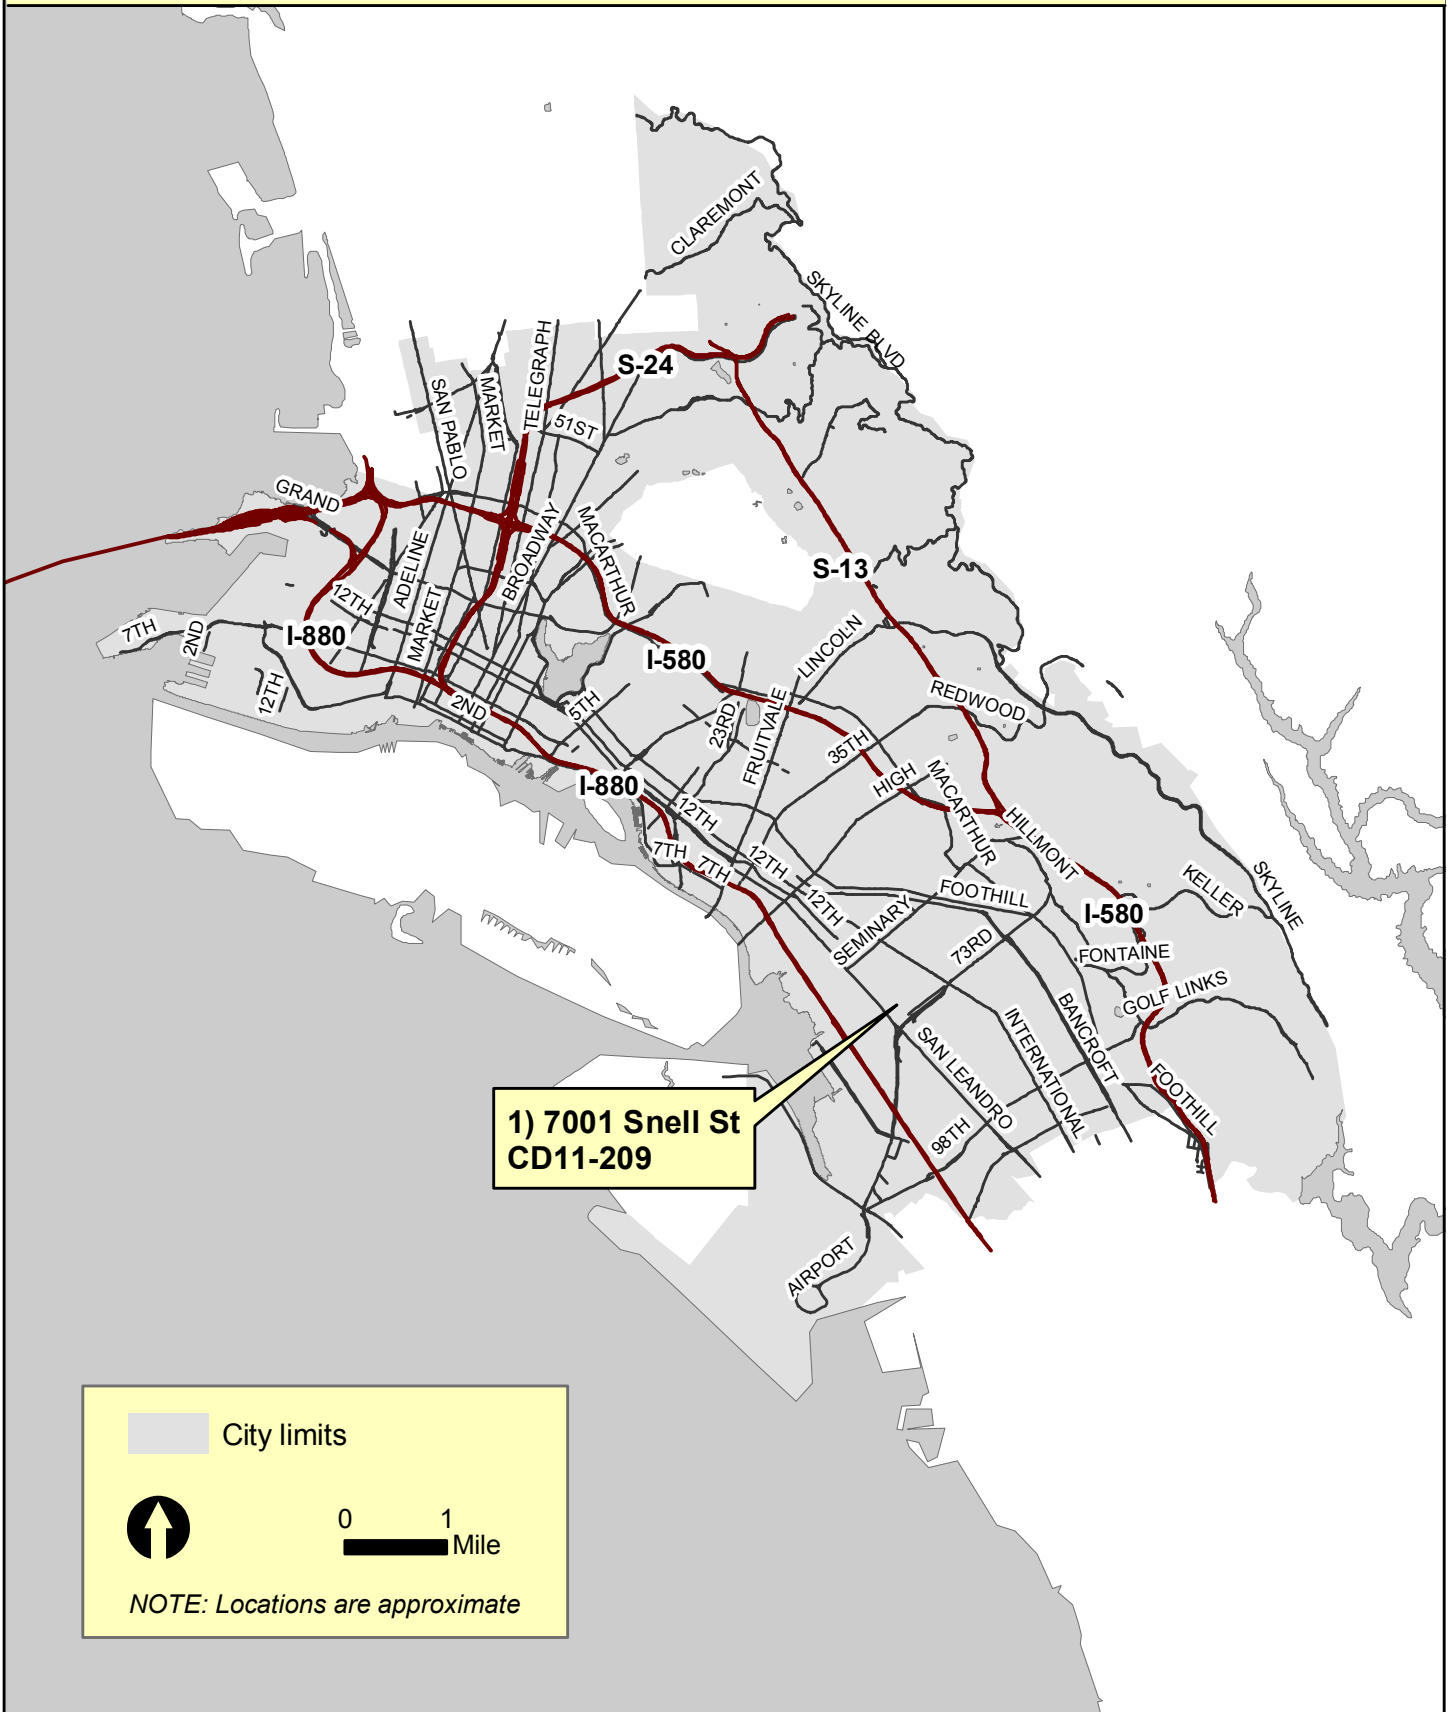 CLAREMONT
SKYLINE BLVD
S-24
TELEGRAPH
MARKET
SAN PABLO
51ST
GRAND
BROADWAY
MACARTHUR
ADELINE
S-13
12TH
MARKET
7TH
2ND
I-880
I-580
LINCOLN
12TH
2ND
5TH
23RD
FRUITVALE
REDWOOD
35TH
HIGH
MACARTHUR
I-880
12TH
HILLMONT
7TH
7TH
12TH
12TH
FOOTHILL
KELLER
SKYLINE
I-580
SEMINARY
73RD
FONTAINE
GOLF LINKS
BANCROFT
INTERNATIONAL
SAN LEANDRO
FOOTHILL
98TH
1) 7001 Snell St
CD11-209
AIRPORT
City limits
0 1
Mile
NOTE: Locations are approximate